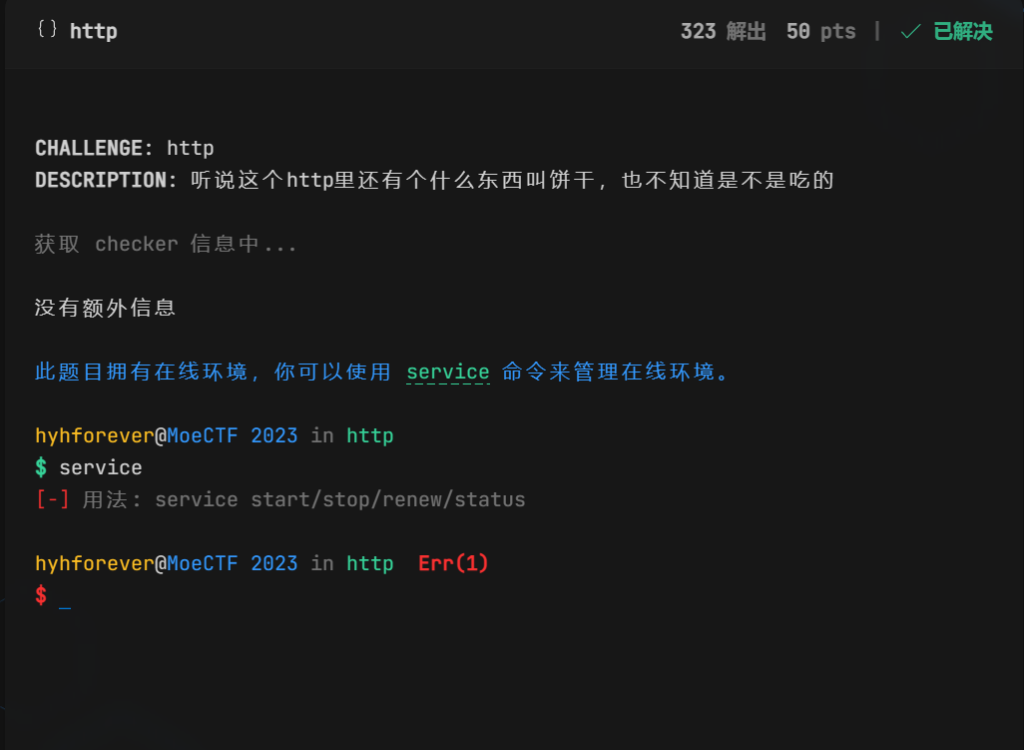 {} http
323 解出 50 pts | ✓ 已解决
CHALLENGE: http
DESCRIPTION: 听说这个http里还有个什么东西叫饼干，也不知道是不是吃的
获取 checker 信息中...
没有额外信息
此题目拥有在线环境，你可以使用 service 命令来管理在线环境。
hyhforever@MoeCTF 2023 in http
$ service
[-] 用法: service start/stop/renew/status
hyhforever@MoeCTF 2023 in http Err(1)
$ _